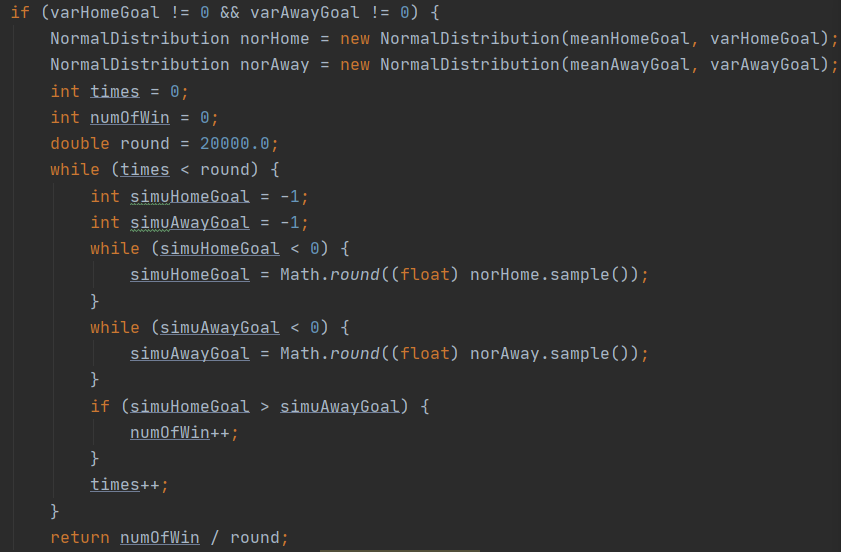 if (varHomeGoal != 0 && varAwayGoal != 0) {
    NormalDistribution norHome = new NormalDistribution(meanHomeGoal, varHomeGoal);
    NormalDistribution norAway = new NormalDistribution(meanAwayGoal, varAwayGoal);
    int times = 0;
    int numOfWin = 0;
    double round = 20000.0;
    while (times < round) {
        int simuHomeGoal = -1;
        int simuAwayGoal = -1;
        while (simuHomeGoal < 0) {
            simuHomeGoal = Math.round((float) norHome.sample());
        }
        while (simuAwayGoal < 0) {
            simuAwayGoal = Math.round((float) norAway.sample());
        }
        if (simuHomeGoal > simuAwayGoal) {
            numOfWin++;
        }
        times++;
    }
    return numOfWin / round;